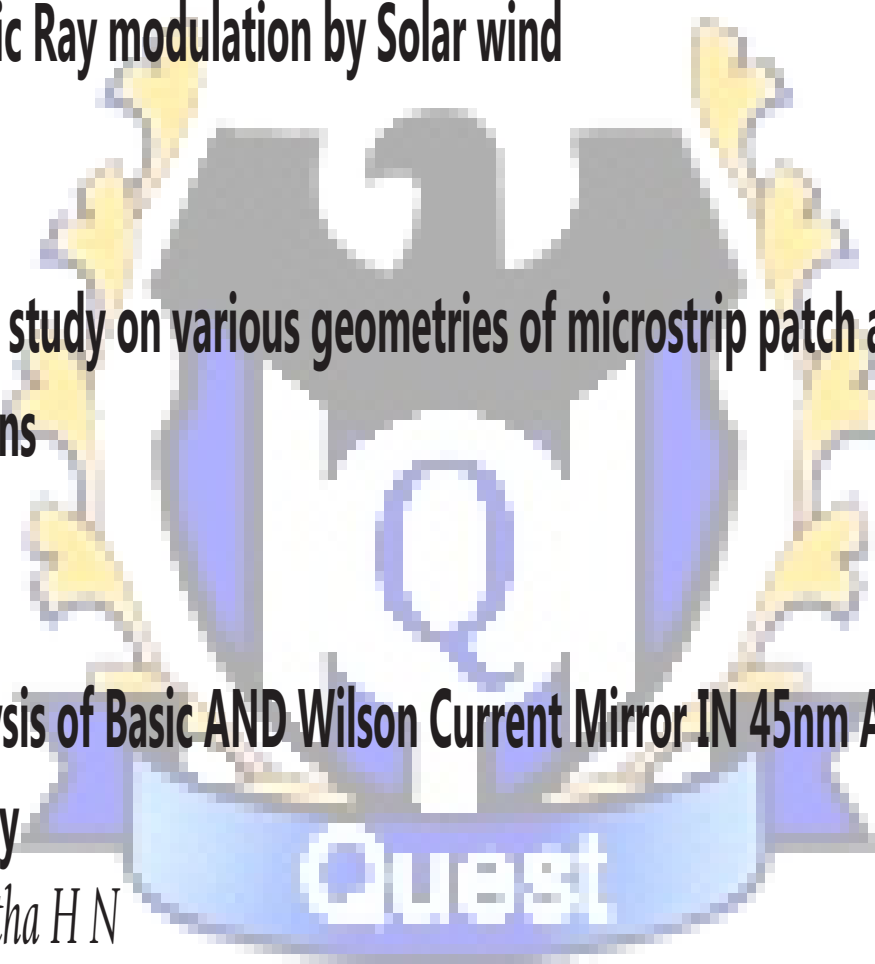 ic Ray modulation by Solar wind
study on various geometries of microstrip patch a
ns
Q
ysis of Basic AND Wilson Current Mirror IN 45nm A
y
Quest
tha H N